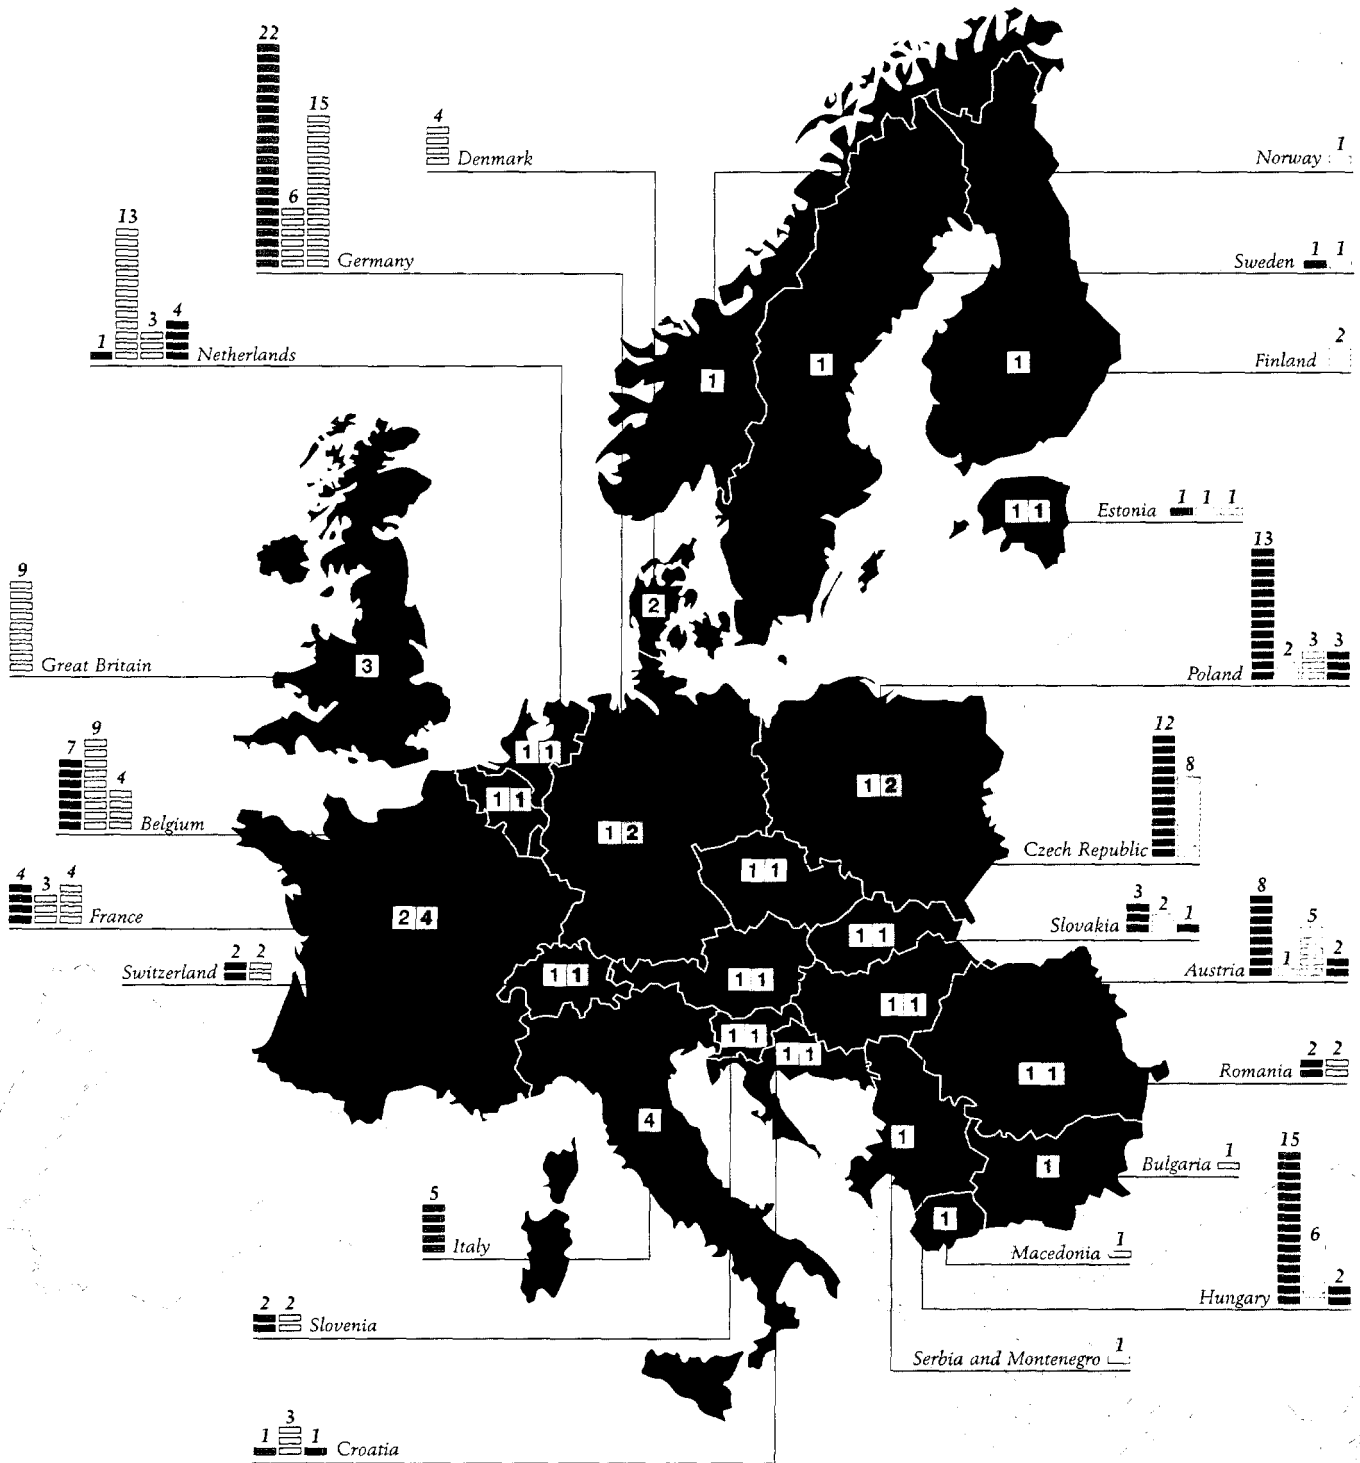 22
15
4
Denmark
Norway 1
6
Germany
13
Sweden 1 1
1
3
4
Netherlands
2
Finland
1
1
1
1 1
Estonia 1 1 1
13
9
2
3
Great Britain
2 3 3
Poland
7 9 4
Belgium
1 1
1 1
1 2
1 2
12
8
Czech Republic
1 1
4 3 4
France
2 4
3 2 1
Slovakia
1 1
8
1
5
2
Austria
2 2
Switzerland
1 1
1 1
1 1
1 1
1 1
2 2
Romania
1 1
4
1
1
1
Bulgaria
15
6
2
Hungary
5
Italy
1
1
Macedonia
2 2
Slovenia
1
Serbia and Montenegro
1 3 1
Croatia